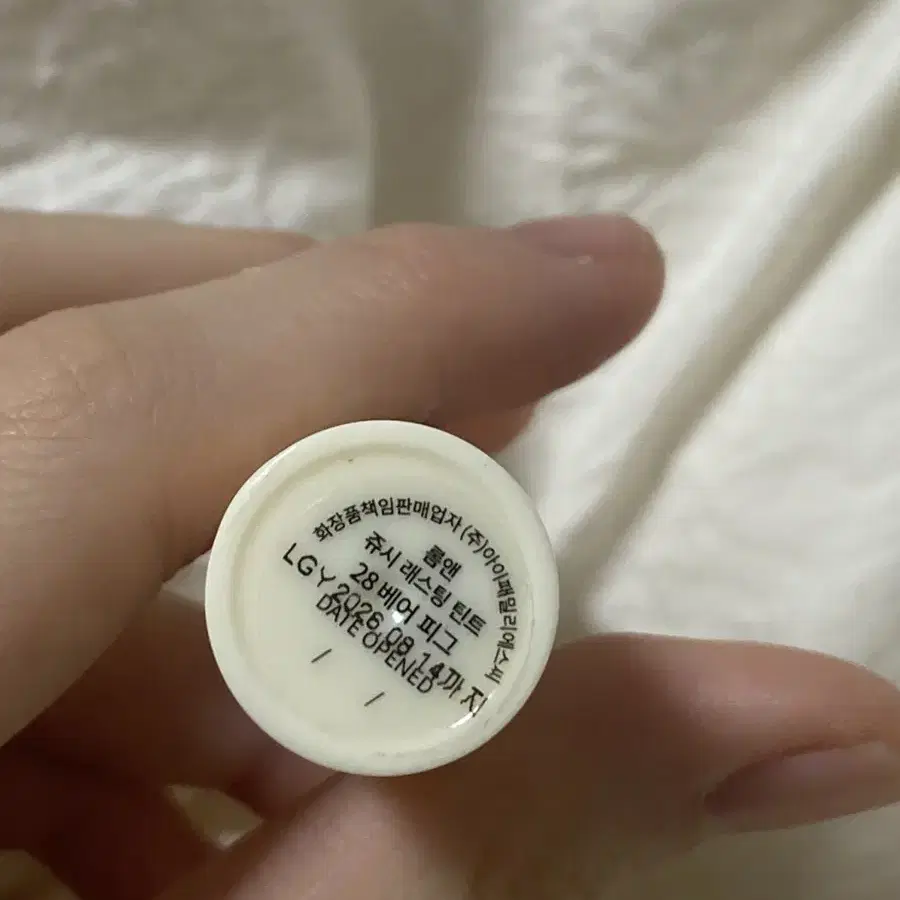 화장품책임판매업자 (주)아이패밀리에스씨
롬앤
쥬시 래스팅 틴트
28 베어 피그
LGY 2026.08.14까지
DATE OPENED
/ /